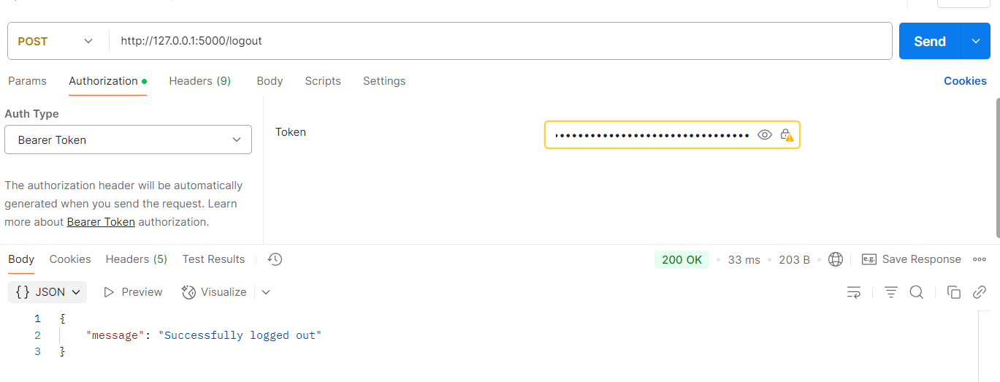 POST http://127.0.0.1:5000/logout Send
Params Authorization Headers (9) Body Scripts Settings Cookies
Auth Type
Bearer Token
Token
The authorization header will be automatically
generated when you send the request. Learn
more about Bearer Token authorization.
Body Cookies Headers (5) Test Results 200 OK 33 ms 203 B e.g. Save Response
{} JSON Preview Visualize
1 {
2 "message": "Successfully logged out"
3 }